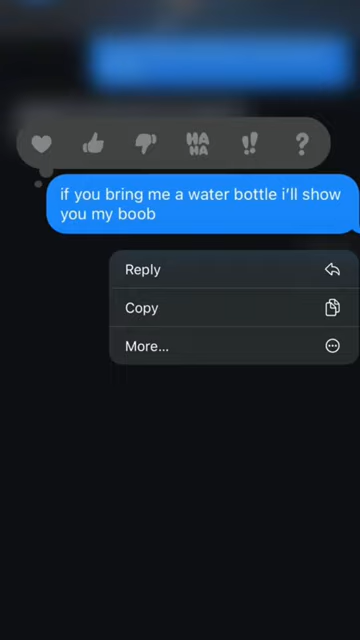 HA
HA
!!
?
if you bring me a water bottle i'll show
you my boob
Reply
Copy
More...